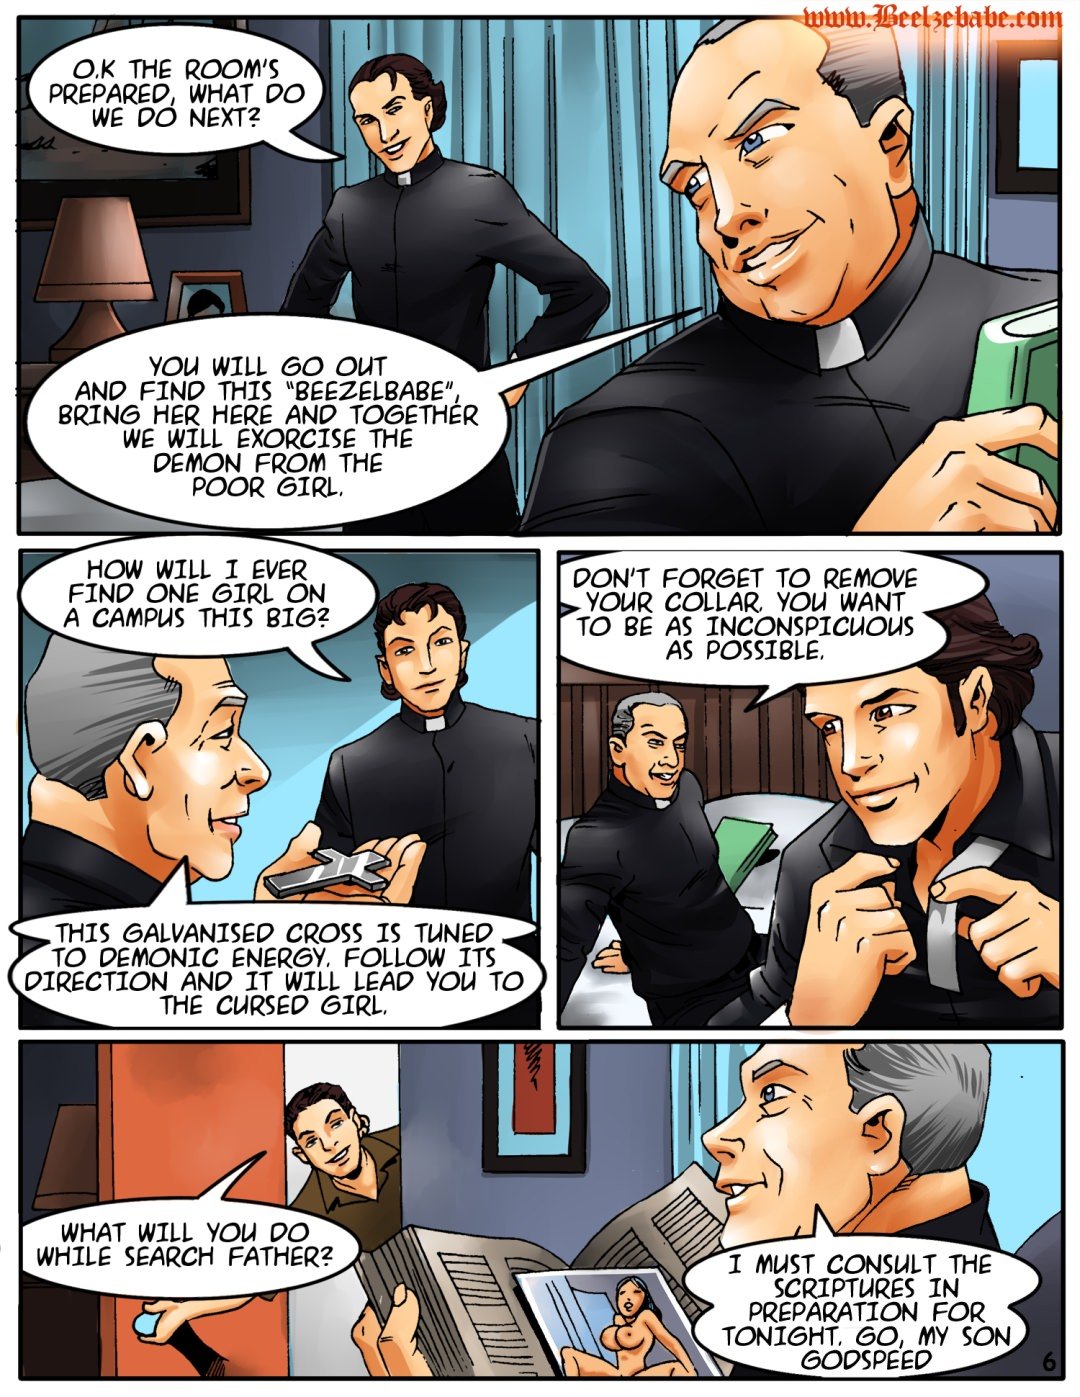 www.Beelzebabe.com
O.K THE ROOM'S
PREPARED, WHAT DO
WE DO NEXT?
YOU WILL GO OUT
AND FIND THIS "BEEZELBABE",
BRING HER HERE AND TOGETHER
WE WILL EXORCISE THE
DEMON FROM THE
POOR GIRL.
HOW WILL I EVER
FIND ONE GIRL ON
A CAMPUS THIS BIG?
THIS GALVANISED CROSS IS TUNED
TO DEMONIC ENERGY. FOLLOW ITS
DIRECTION AND IT WILL LEAD YOU TO
THE CURSED GIRL.
DON'T FORGET TO REMOVE
YOUR COLLAR. YOU WANT
TO BE AS INCONSPICUOUS
AS POSSIBLE.
WHAT WILL YOU DO
WHILE SEARCH FATHER?
I MUST CONSULT THE
SCRIPTURES IN
PREPARATION FOR
TONIGHT. GO, MY SON
GODSPEED
6